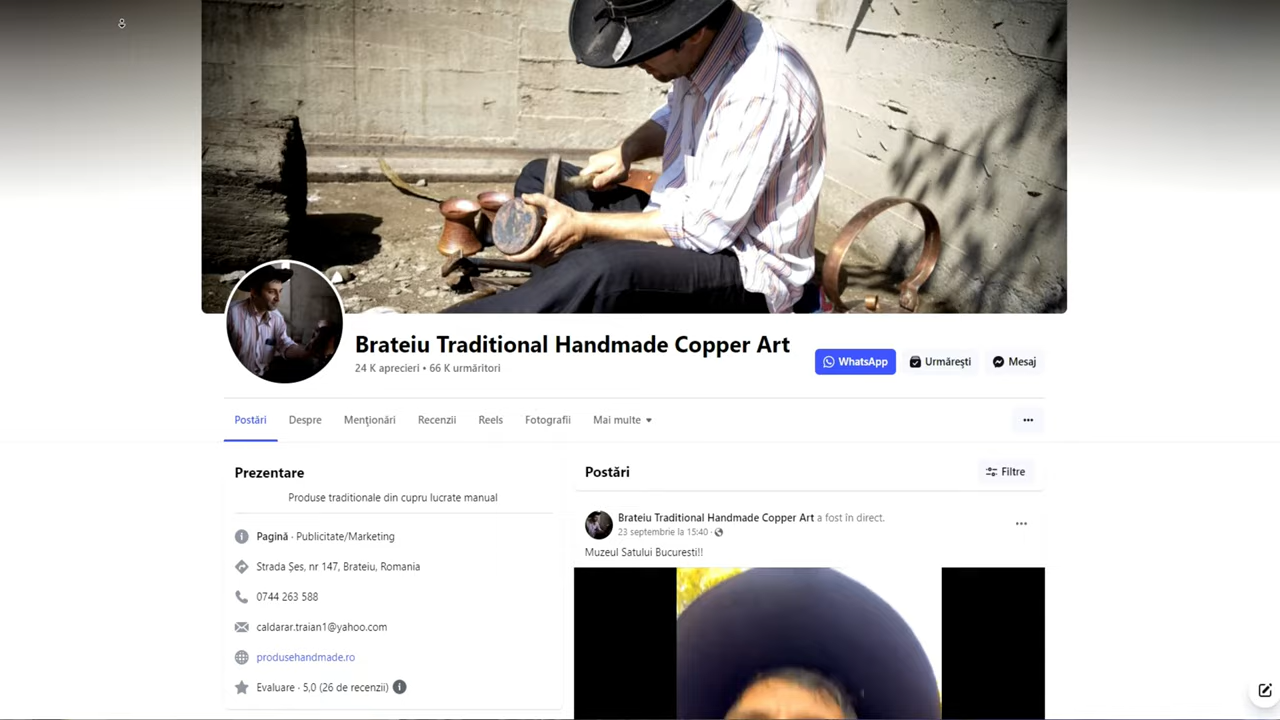 Brateiu Traditional Handmade Copper Art
24 K aprecieri • 66 K urmăritori
WhatsApp
Urmărești
Mesaj
Postări
Despre
Menționări
Recenzii
Reels
Fotografii
Mai multe
Prezentare
Produse traditionale din cupru lucrate manual
Pagină · Publicitate/Marketing
Strada Șes, nr 147, Brateiu, Romania
0744 263 588
caldarar.traian1@yahoo.com
produsehandmade.ro
Evaluare · 5,0 (26 de recenzii)
Postări
Filtre
Brateiu Traditional Handmade Copper Art a fost în direct.
23 septembrie la 15:40 ·
Muzeul Satului Bucuresti!!